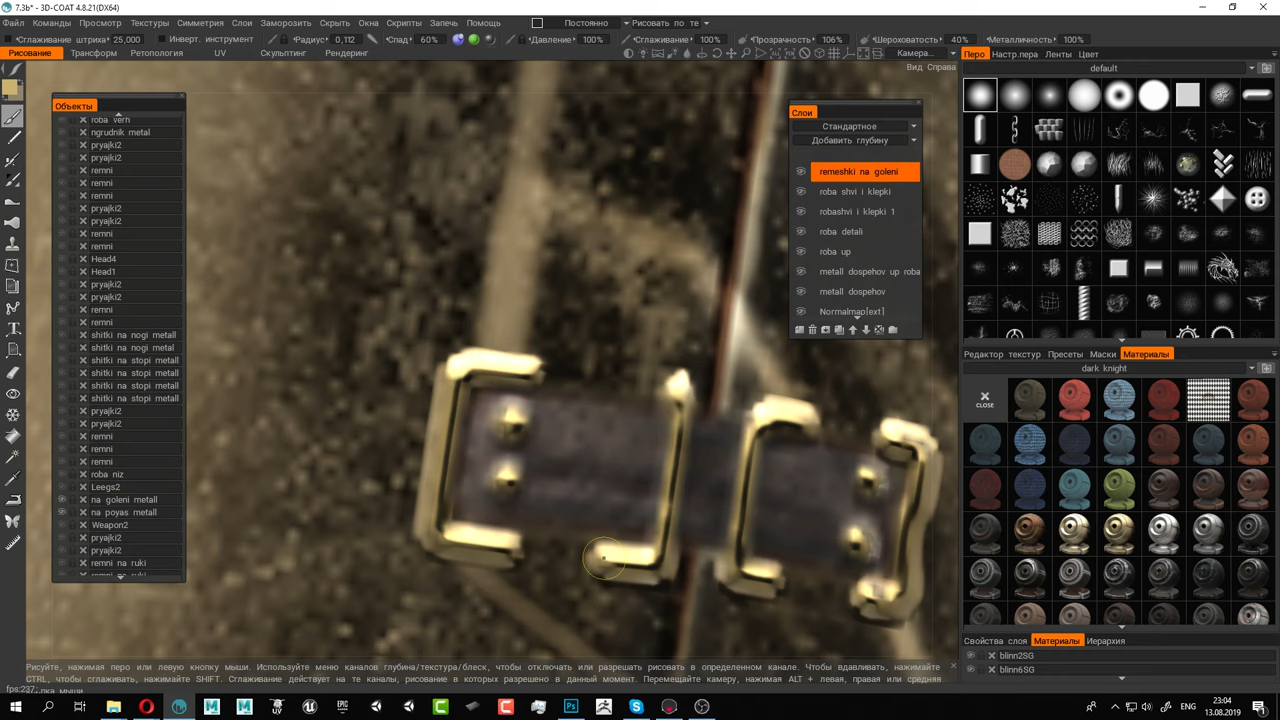 7.3b* - 3D-COAT 4.8.21(DX64)
Файл Команды Просмотр Текстуры Симметрия Слои Заморозить Скрыть Окна Скрипты Запечь Помощь Постоянно Рисовать по те
Сглаживание штриха 25,000 Инверт. инструмент Радиус 0,112 Спад 60% Давление 100% Сглаживание 100% Прозрачность 106% Шероховатость 40% Металличность 100%
Рисование Трансформ Ретопология UV Скульптинг Рендеринг Камера...
Перо Настр.пера Ленты Цвет
Вид Справа
default
Объекты
roba verh
ngrudnik metal
pryajki2
pryajki2
remni
remni
remni
pryajki2
pryajki2
remni
remni
Head4
Head1
pryajki2
pryajki2
remni
remni
shitki na nogi metall
shitki na nogi metal
shitki na stopi metall
shitki na stopi metall
shitki na stopi metall
shitki na stopi metall
pryajki2
pryajki2
remni
remni
remni
roba niz
Leegs2
na goleni metall
na poyas metall
Weapon2
pryajki2
pryajki2
remni na ruki
remni na ruki
Слои
Стандартное
Добавить глубину
remeshki na goleni
roba shvi i klepki
robashvi i klepki 1
roba detali
roba up
metall dospehov up roba
metall dospehov
Normalmap[ext]
Редактор текстур Пресеты Маски Материалы
dark knight
CLOSE
Свойства слоя Материалы Иерархия
blinn2SG
blinn6SG
Рисуйте, нажимая перо или левую кнопку мыши. Используйте меню каналов глубина/текстура/блеск, чтобы отключать или разрешать рисовать в определенном канале. Чтобы вдавливать, нажимайте
CTRL, чтобы сглаживать, нажимайте SHIFT. Сглаживание действует на те каналы, рисование в которых разрешено в данный момент. Перемещайте камеру, нажимая ALT + левая, правая или средняя
fps:237;
мыши
UV
EPIC
Ps
ENG
23:04
13.08.2019